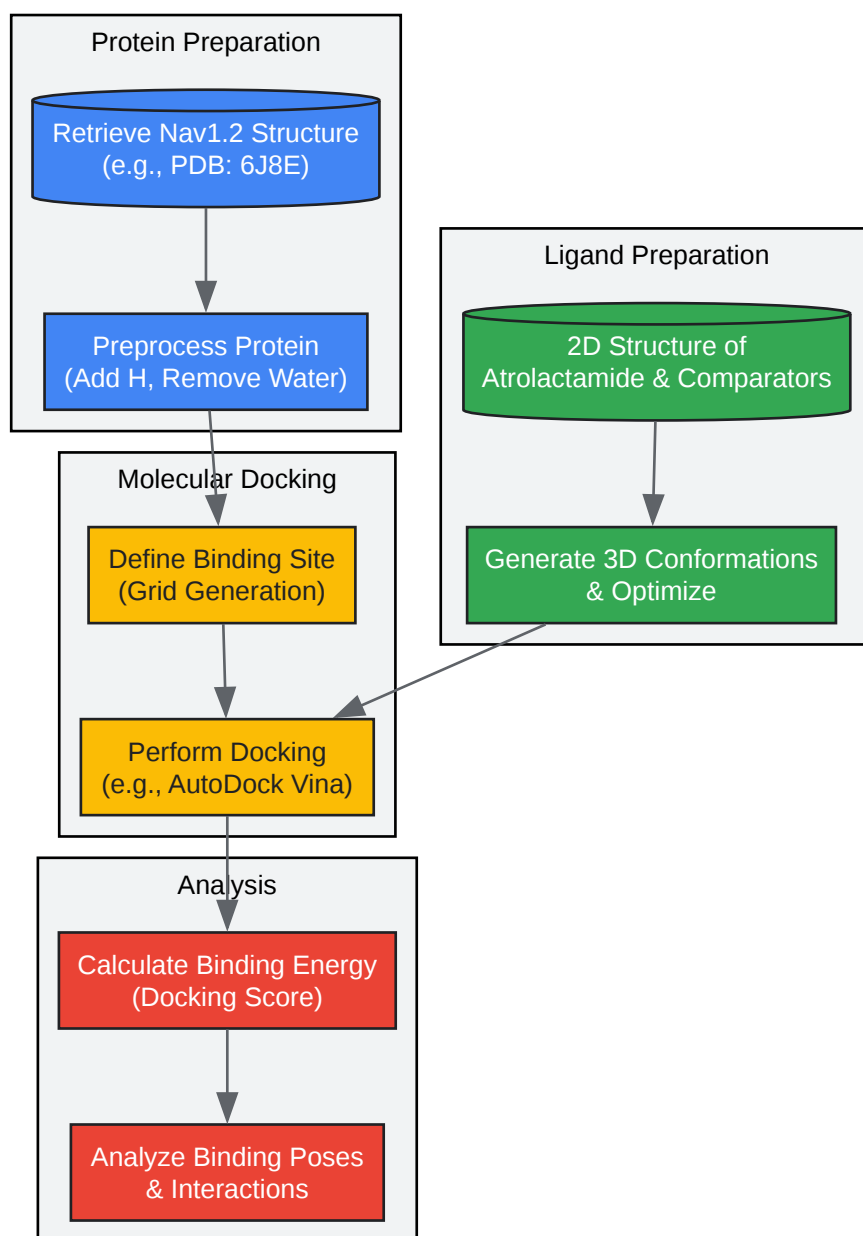 Protein Preparation
Retrieve Nav1.2 Structure
(e.g., PDB: 6J8E)
Preprocess Protein
(Add H, Remove Water)
Ligand Preparation
2D Structure of
Atrolactamide & Comparators
Generate 3D Conformations
& Optimize
Molecular Docking
Define Binding Site
(Grid Generation)
Perform Docking
(e.g., AutoDock Vina)
Analysis
Calculate Binding Energy
(Docking Score)
Analyze Binding Poses
& Interactions